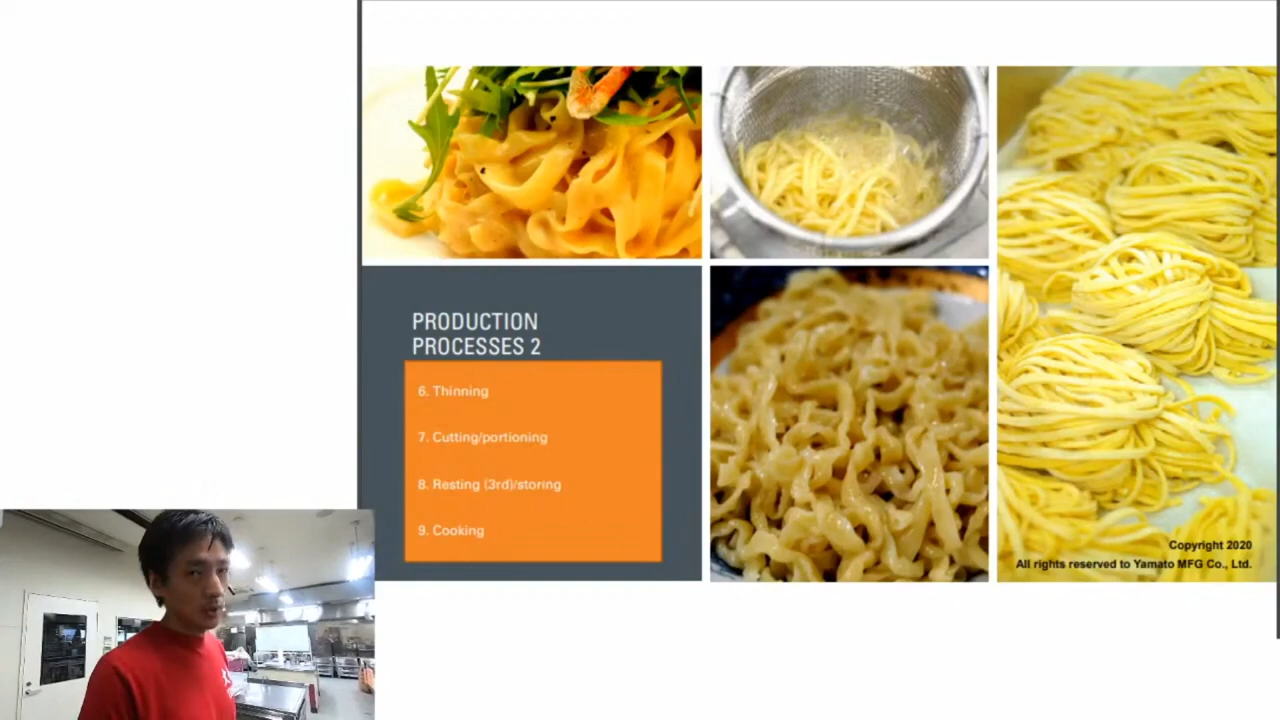 PRODUCTION
PROCESSES 2
6. Thinning
7. Cutting/portioning
8. Resting (3rd)/storing
9. Cooking
Copyright 2020
All rights reserved to Yamato MFG Co., Ltd.